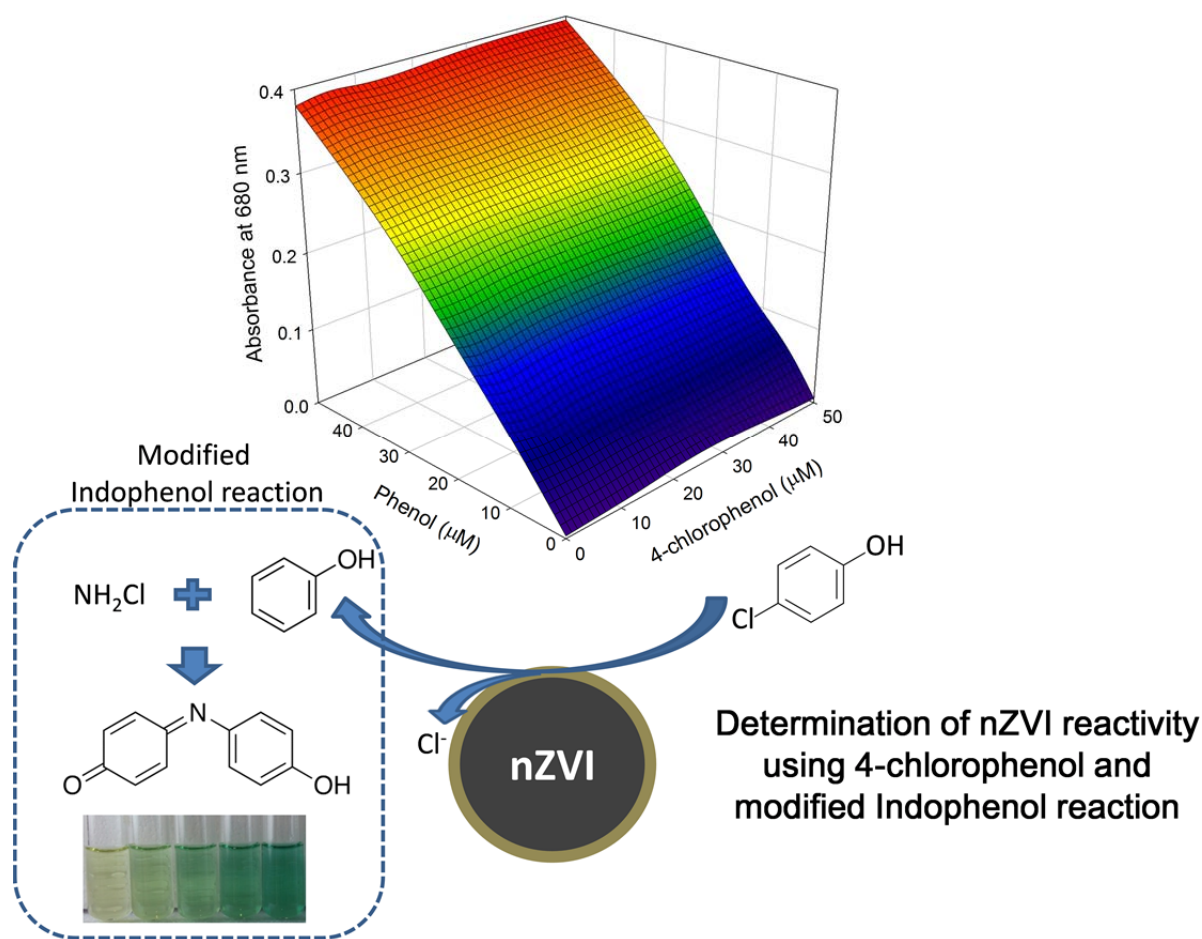 0.4
0.3
0.2
0.1
0.0
Absorbance at 680 nm
40
30
20
10
0
Phenol (μM)
0
10
20
30
40
50
4-chlorophenol (μM)
Modified
Indophenol reaction
NH₂Cl
OH
N
O
OH
Cl
OH
Cl⁻
nZVI
Determination of nZVI reactivity
using 4-chlorophenol and
modified Indophenol reaction